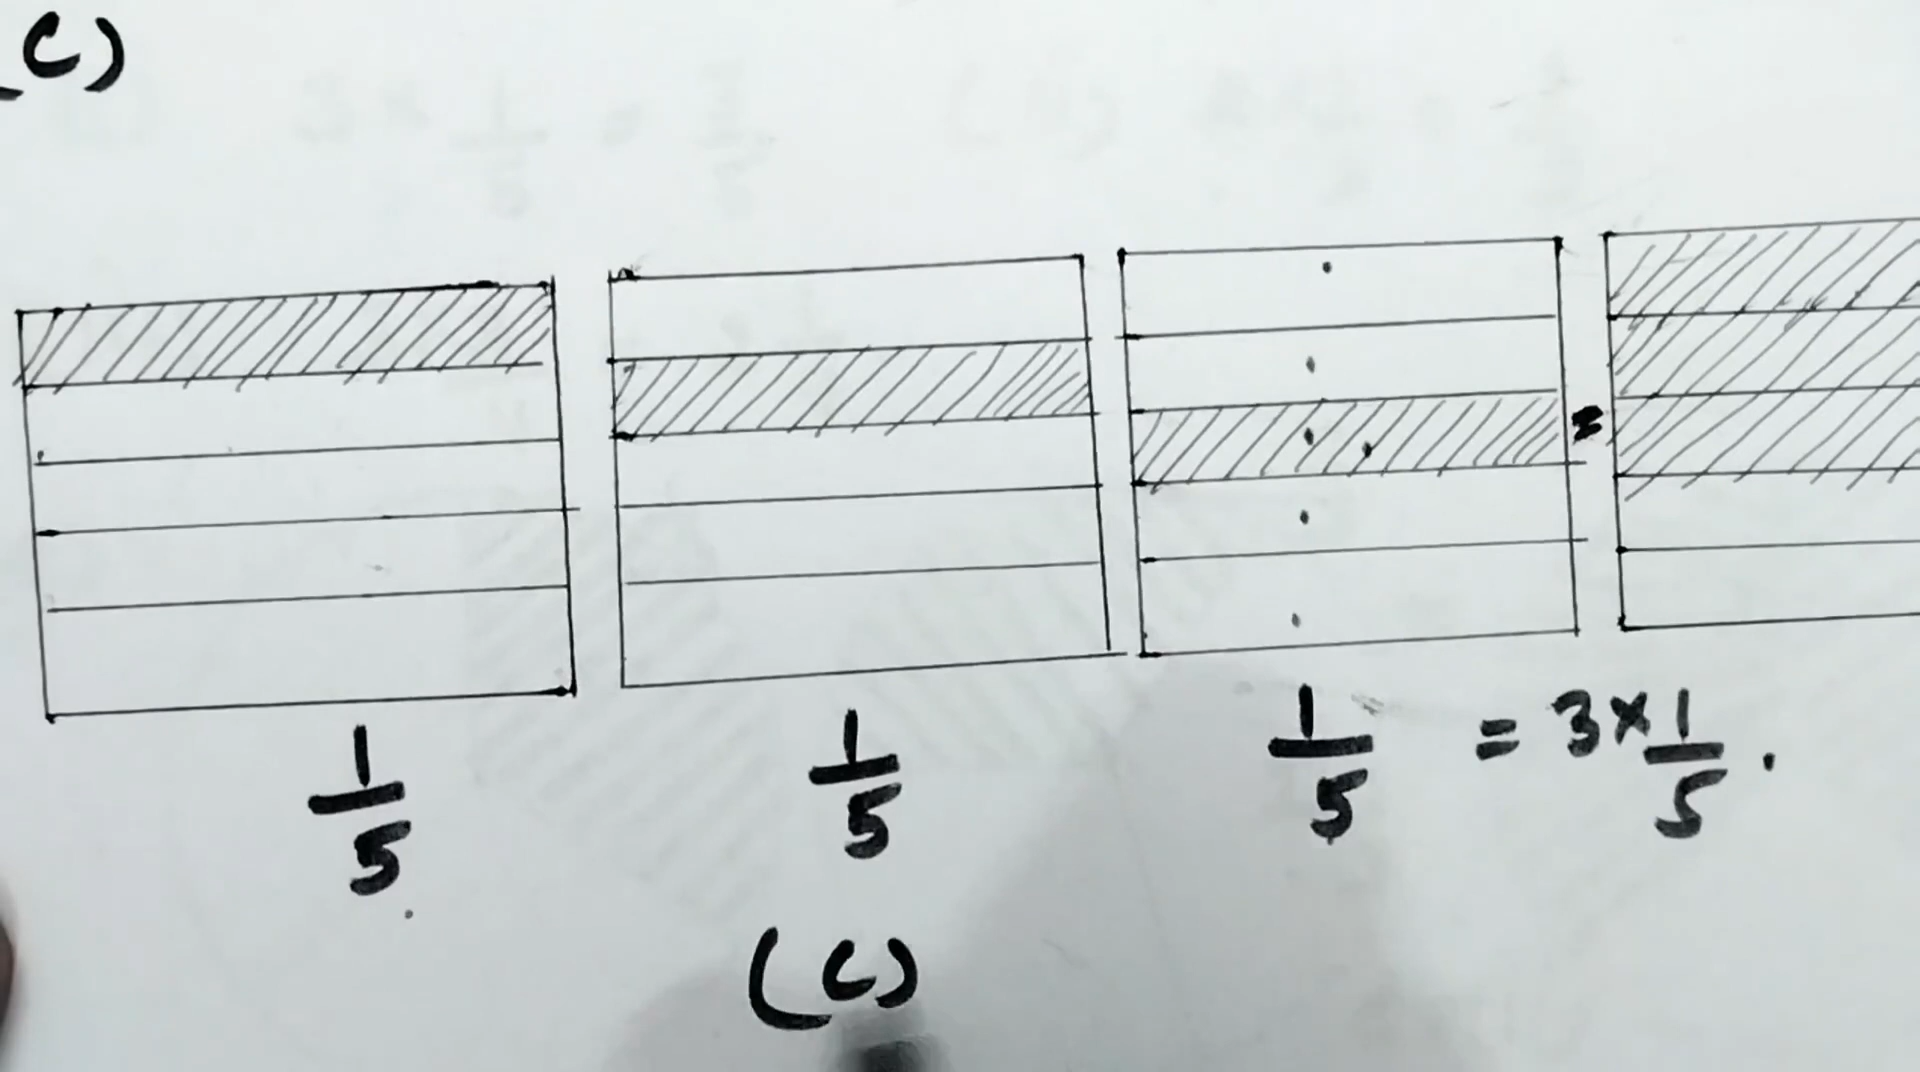 C)
=
1/5 1/5 1/5 = 3 × 1/5.
(C)